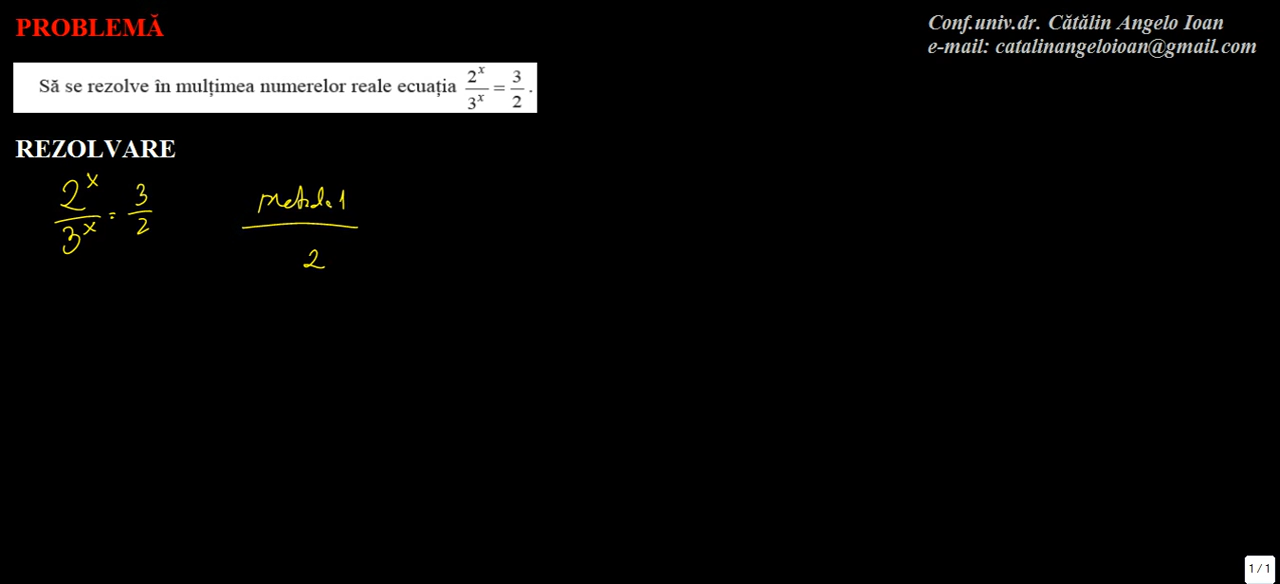 PROBLEMĂ
Conf.univ.dr. Cătălin Angelo Ioan
e-mail: catalinangeloioan@gmail.com
Să se rezolve în mulțimea numerelor reale ecuația 2^x/3^x = 3/2.
REZOLVARE
2^x/3^x = 3/2
Metoda 1
2
1 / 1